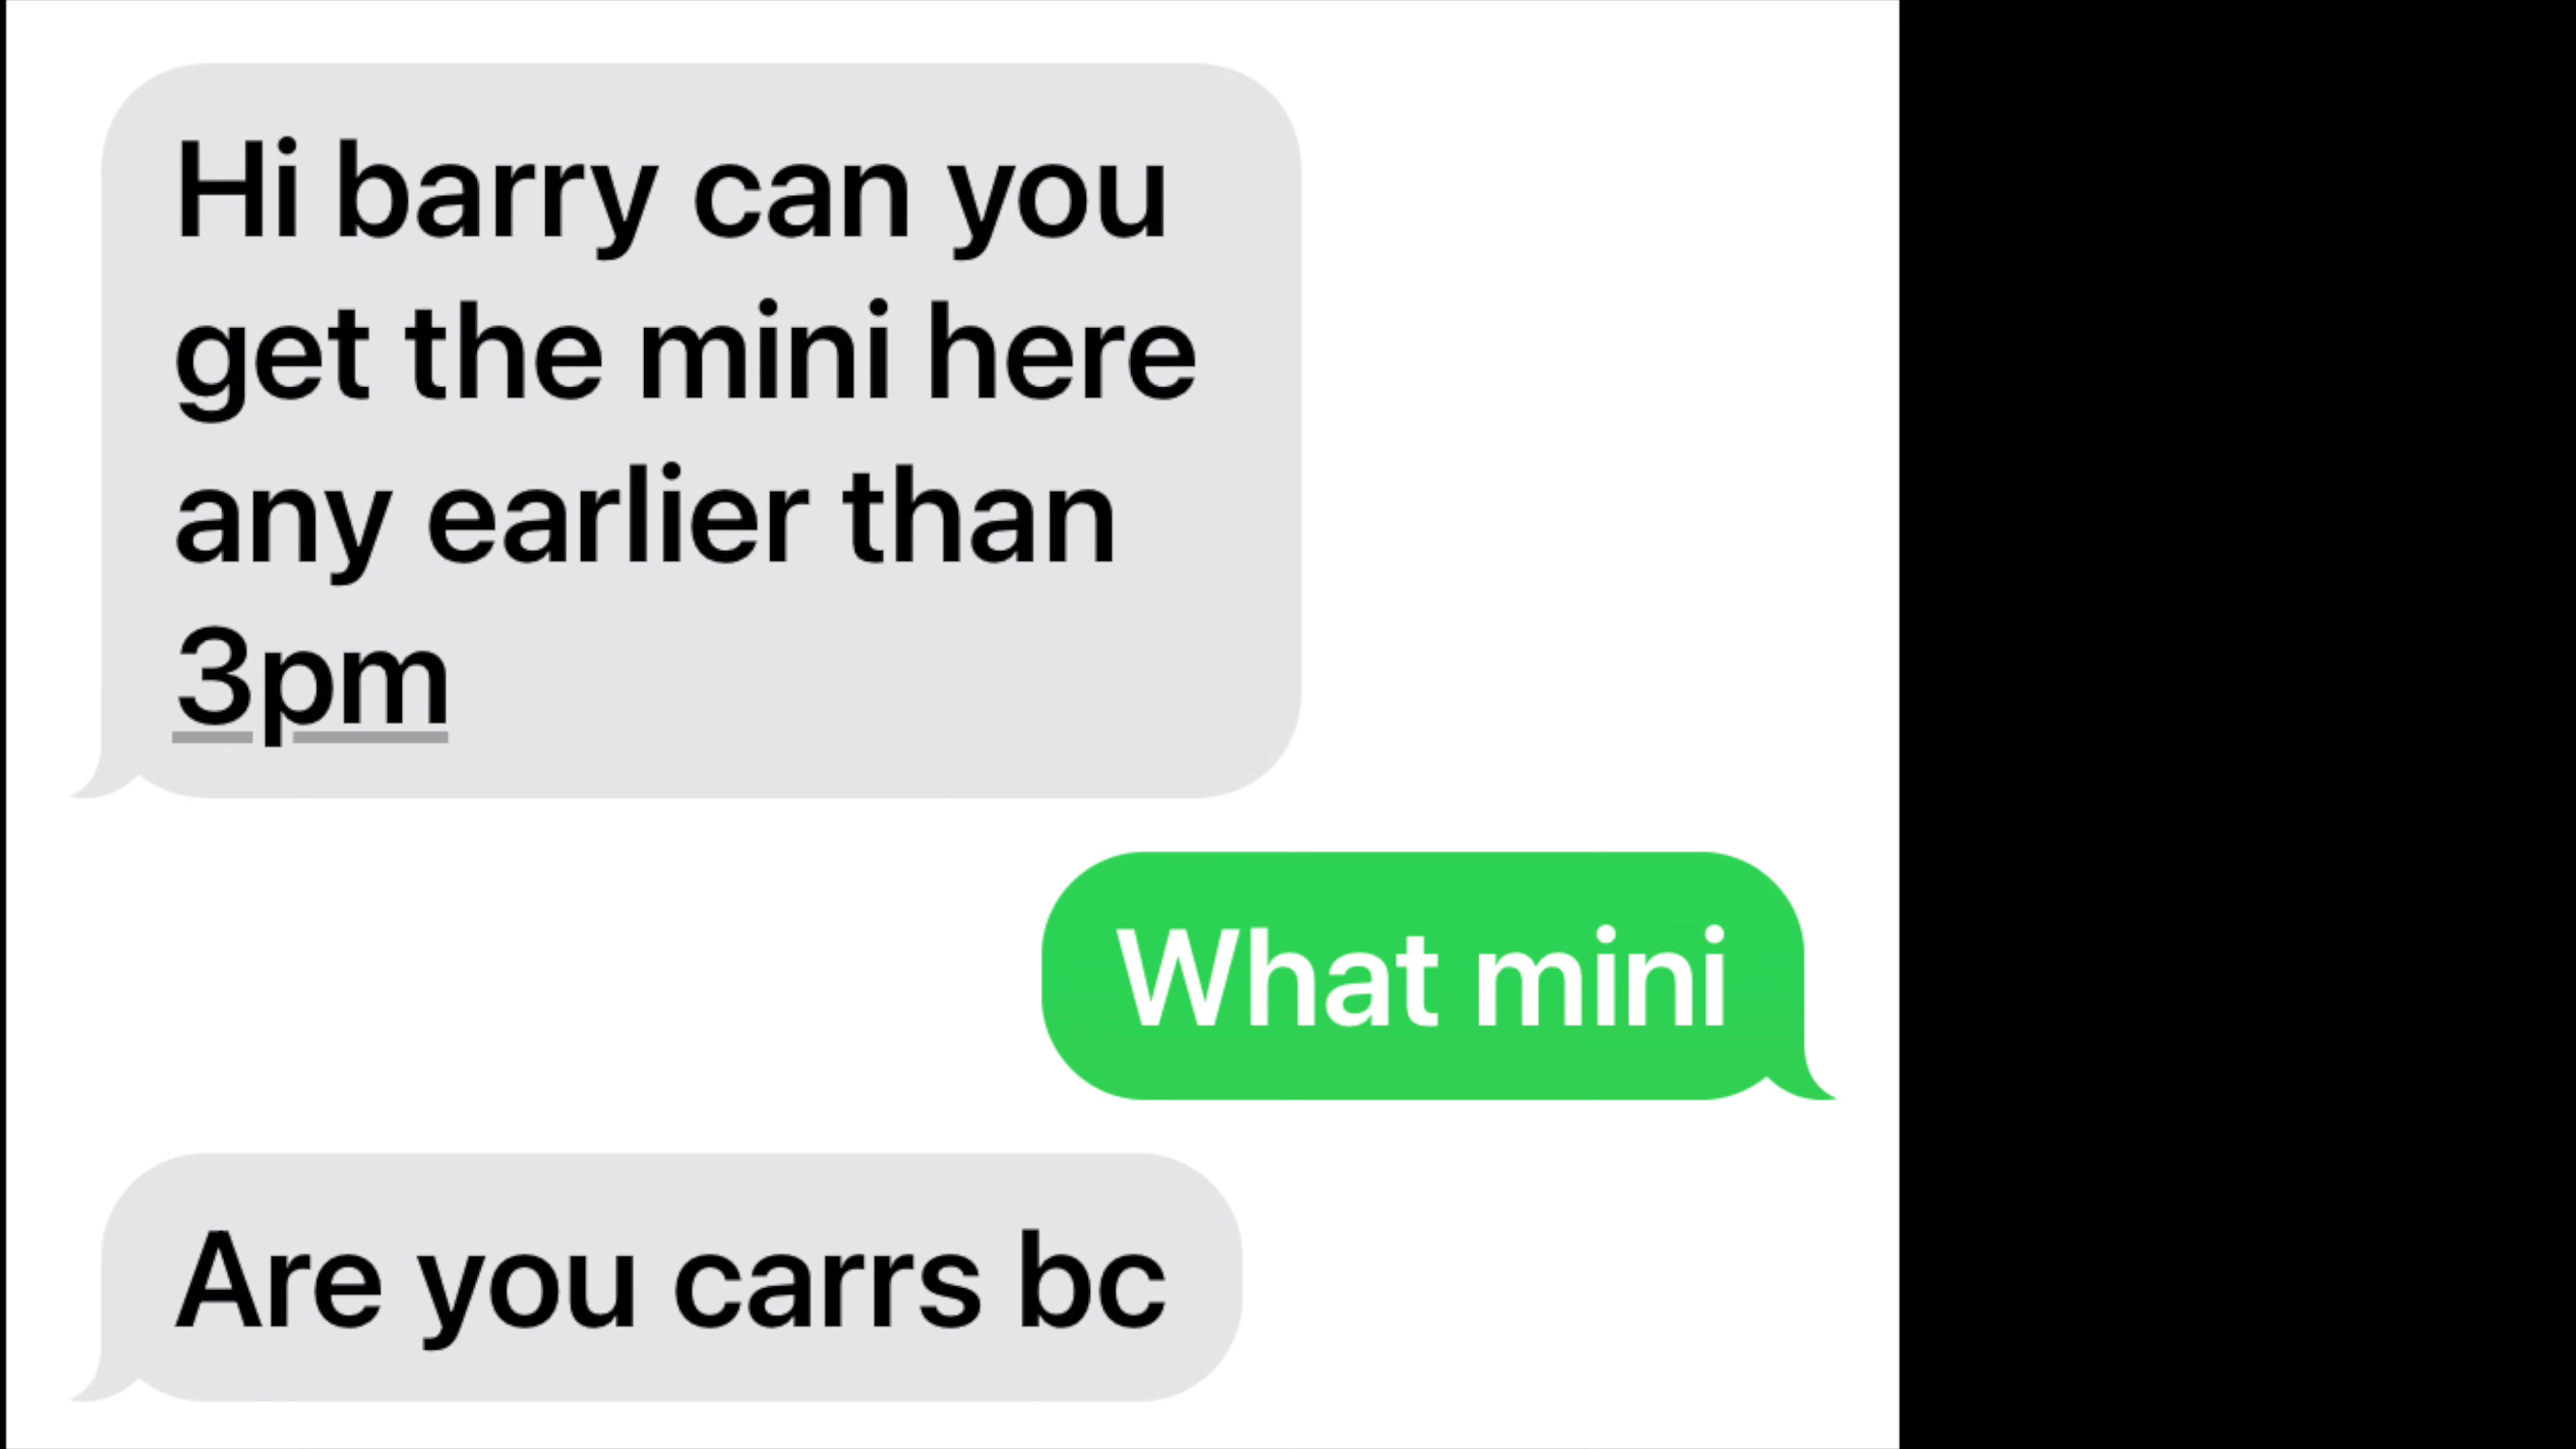 Hi barry can you
get the mini here
any earlier than
3pm
What mini
Are you carrs bc